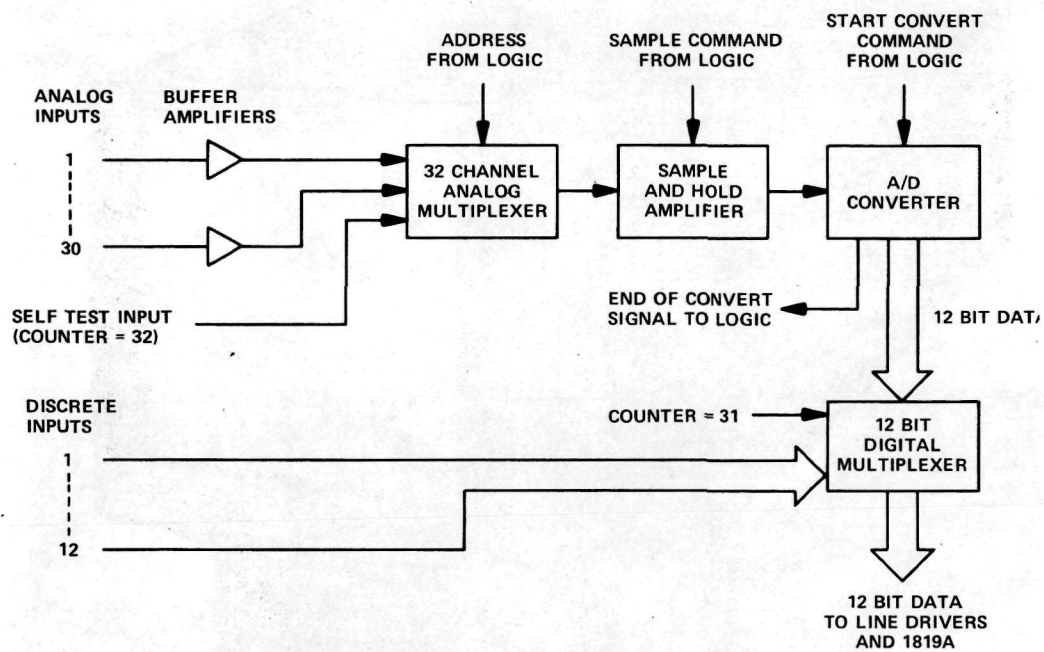 ADDRESS
FROM LOGIC
SAMPLE COMMAND
FROM LOGIC
START CONVERT
COMMAND
FROM LOGIC
ANALOG
INPUTS
BUFFER
AMPLIFIERS
1
30
32 CHANNEL
ANALOG
MULTIPLEXER
SAMPLE
AND HOLD
AMPLIFIER
A/D
CONVERTER
SELF TEST INPUT
(COUNTER = 32)
END OF CONVERT
SIGNAL TO LOGIC
12 BIT DATA
DISCRETE
INPUTS
1
12
COUNTER = 31
12 BIT
DIGITAL
MULTIPLEXER
12 BIT DATA
TO LINE DRIVERS
AND 1819A